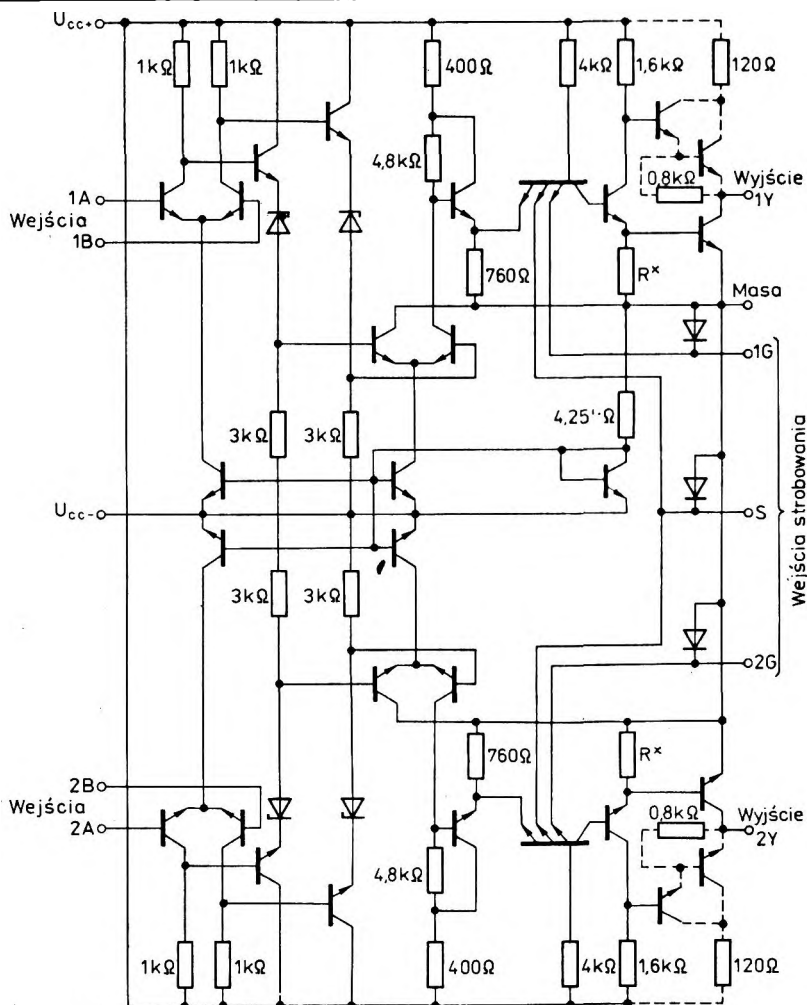 Ucc+
1kΩ 1kΩ 400Ω 4kΩ 1,6kΩ 120Ω
4,8kΩ
1A
Wejścia
1B
0,8kΩ Wyjście
1Y
760Ω R*
Masa
1G
3kΩ 3kΩ
Ucc-
S
Wejścia strobowania
3kΩ 3kΩ
2G
760Ω R*
2B
Wejścia
2A
0,8kΩ Wyjście
2Y
4,8kΩ
1kΩ 1kΩ 400Ω 4kΩ 1,6kΩ 120Ω